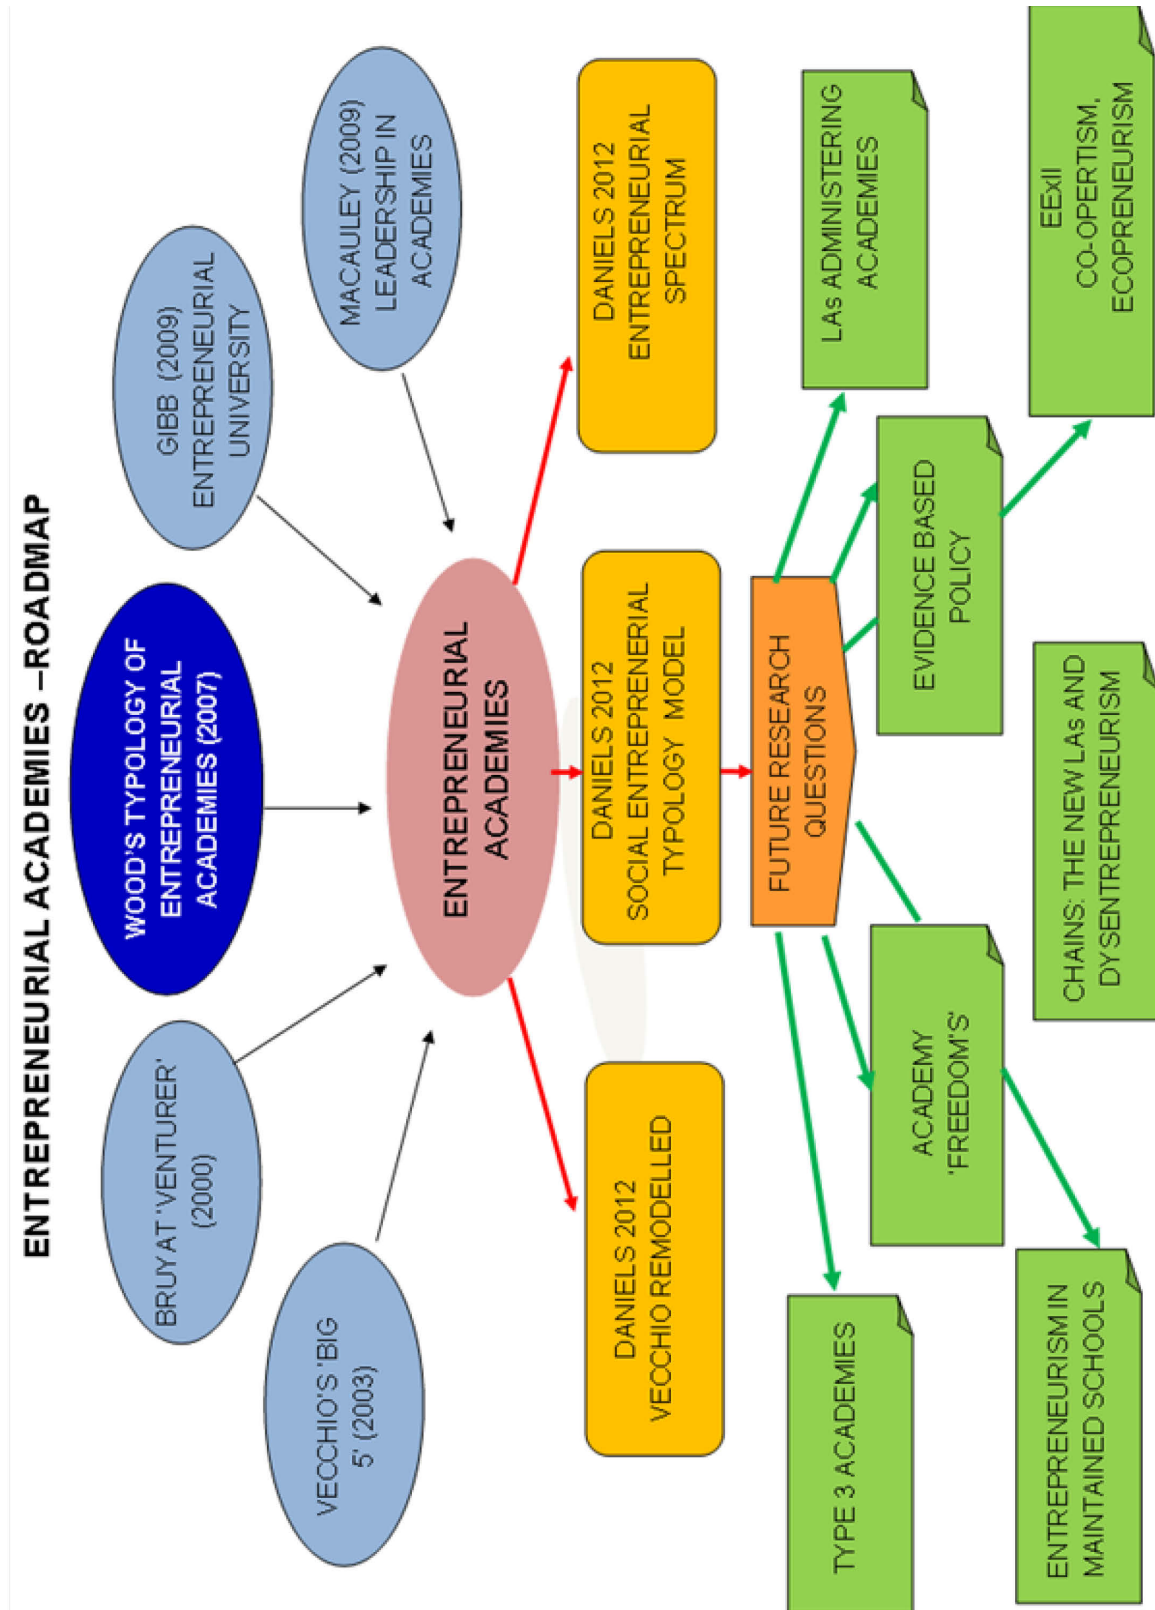 ENTREPRENEURIAL ACADEMIES –ROADMAP
VECCHIO'S 'BIG
5' (2003)
BRUYAT 'VENTURER'
(2000)
WOOD'S TYPOLOGY OF
ENTREPRENEURIAL
ACADEMIES (2007)
GIBB (2009)
ENTREPRENEURIAL
UNIVERSITY
MACAULEY (2009)
LEADERSHIP IN
ACADEMIES
ENTREPRENEURIAL
ACADEMIES
DANIELS 2012
VECCHIO REMODELLED
DANIELS 2012
SOCIAL ENTREPRENERIAL
TYPOLOGY MODEL
DANIELS 2012
ENTREPRENEURIAL
SPECTRUM
FUTURE RESEARCH
QUESTIONS
TYPE 3 ACADEMIES
ACADEMY
'FREEDOM'S'
EVIDENCE BASED
POLICY
LAs ADMINISTERING
ACADEMIES
ENTREPRENEURISM IN
MAINTAINED SCHOOLS
CHAINS: THE NEW LAs AND
DYSENTREPRENEURISM
EExII
CO-OPERTISM,
ECOPRENEURISM